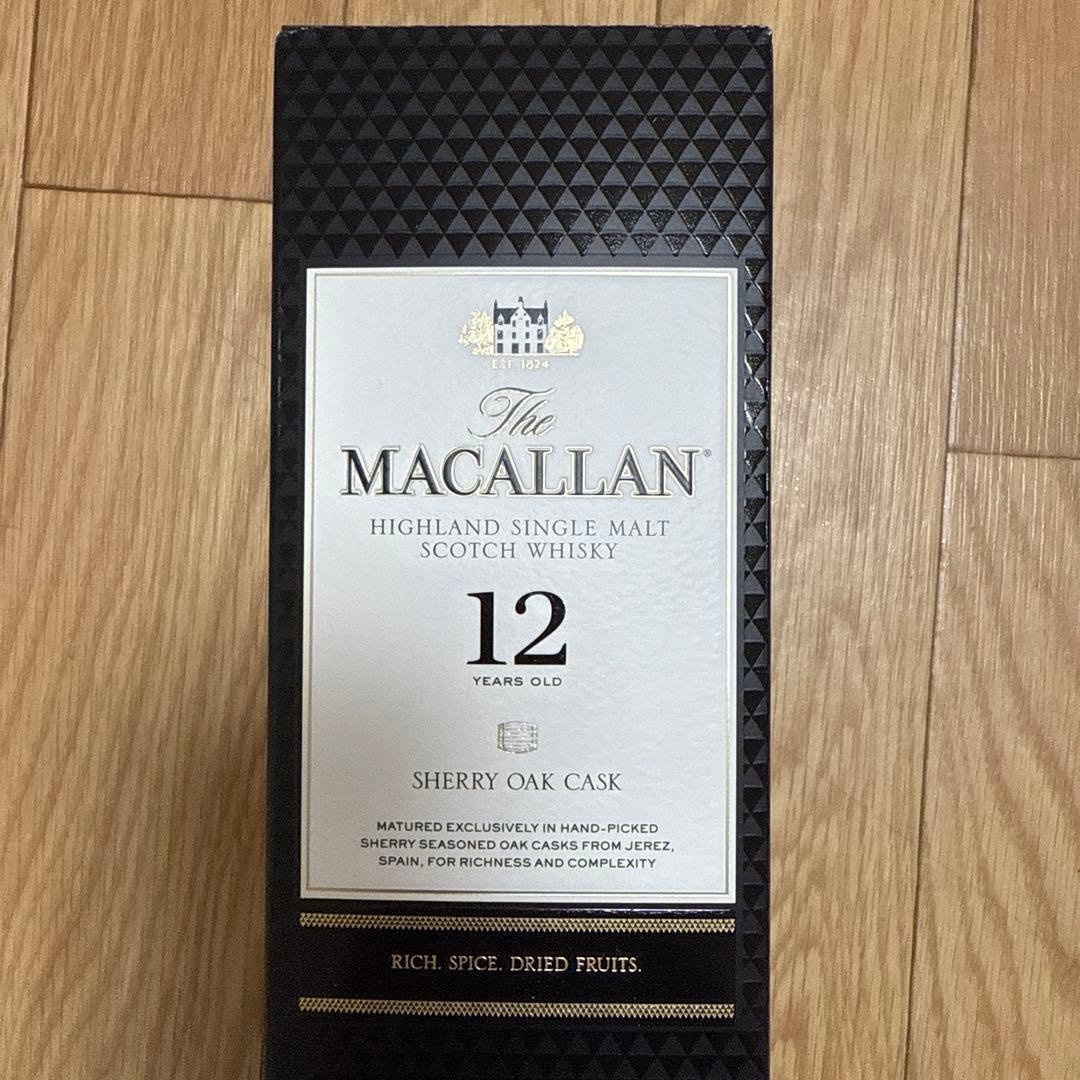 EST. 1824
The
MACALLAN®
HIGHLAND SINGLE MALT
SCOTCH WHISKY
12
YEARS OLD
SHERRY OAK CASK
MATURED EXCLUSIVELY IN HAND-PICKED
SHERRY SEASONED OAK CASKS FROM JEREZ,
SPAIN, FOR RICHNESS AND COMPLEXITY
RICH. SPICE. DRIED FRUITS.